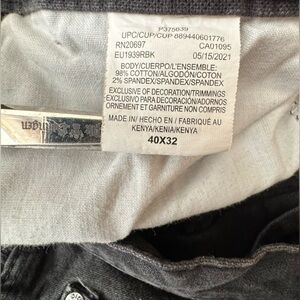 P375039
UPC/CUP/CUP 889440601776
RN20697 CA01095
EU1939RBK 05/15/2021
BODY/CUERPO/L'ENSEMBLE:
98% COTTON/ALGODÓN/COTON
2% SPANDEX/SPANDEX/SPANDEX
EXCLUSIVE OF DECORATION/TRIMMINGS
EXCLUSIVO PARA DECORACIÓN/ADORNOS
ORNEMENT ET GARNITURE NON COMPRIS
MADE IN/ HECHO EN / FABRIQUÉ AU
KENYA/KENIA/KENYA
40X32